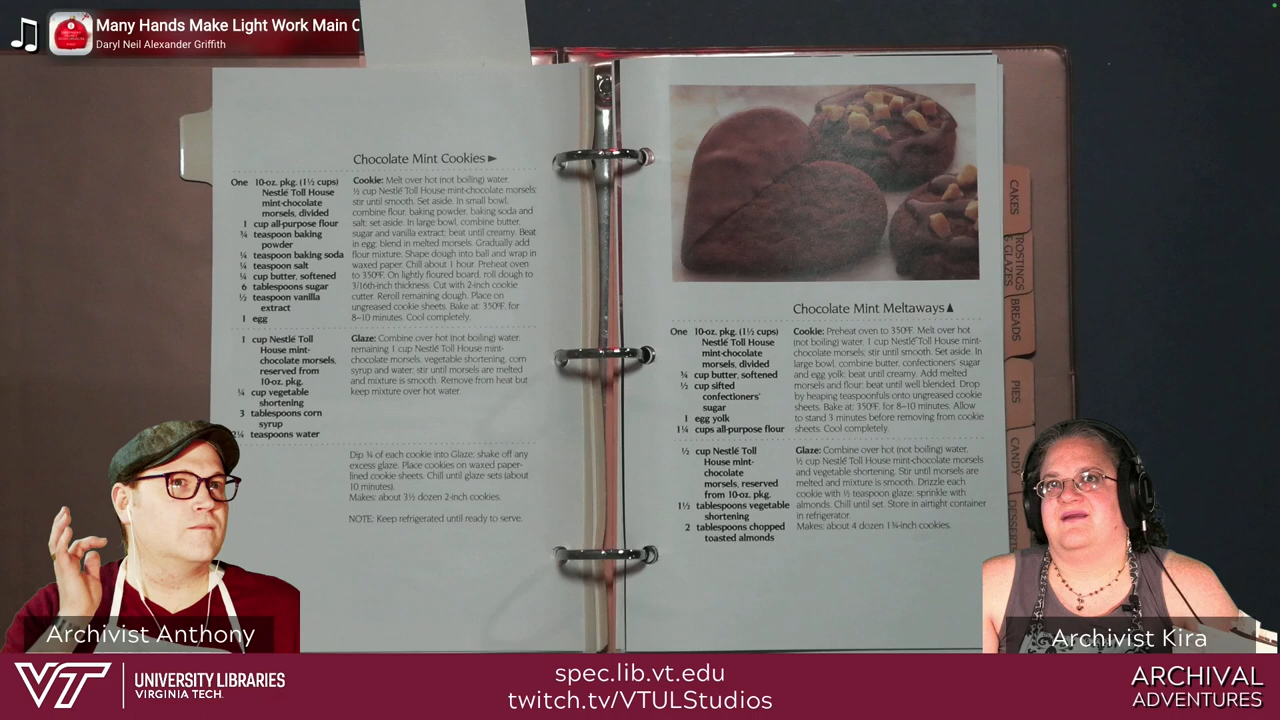 Many Hands Make Light Work Main C
Daryl Neil Alexander Griffith
Chocolate Mint Cookies
One 10-oz. pkg. (1½ cups)
Nestlé Toll House
mint-chocolate
morsels, divided
1 cup all-purpose flour
¾ teaspoon baking
powder
¼ teaspoon baking soda
¼ teaspoon salt
¼ cup butter, softened
6 tablespoons sugar
½ teaspoon vanilla
extract
1 egg
Cookie: Melt over hot (not boiling) water,
½ cup Nestlé Toll House mint-chocolate morsels;
stir until smooth. Set aside. In small bowl,
combine flour, baking powder, baking soda and
salt; set aside. In large bowl, combine butter,
sugar and vanilla extract; beat until creamy. Beat
in egg; blend in melted morsels. Gradually add
flour mixture. Shape dough into ball and wrap in
waxed paper. Chill about 1 hour. Preheat oven
to 350°F. On lightly floured board, roll dough to
3/16th-inch thickness. Cut with 2-inch cookie
cutter. Reroll remaining dough. Place on
ungreased cookie sheets. Bake at: 350°F. for
8–10 minutes. Cool completely.
1 cup Nestlé Toll
House mint-
chocolate morsels,
reserved from
10-oz. pkg.
¼ cup vegetable
shortening
3 tablespoons corn
syrup
2¼ teaspoons water
Glaze: Combine over hot (not boiling) water,
remaining 1 cup Nestlé Toll House mint-
chocolate morsels, vegetable shortening, corn
syrup and water; stir until morsels are melted
and mixture is smooth. Remove from heat but
keep mixture over hot water.
Dip ¾ of each cookie into Glaze; shake off any
excess glaze. Place cookies on waxed paper-
lined cookie sheets. Chill until glaze sets (about
10 minutes).
Makes: about 3½ dozen 2-inch cookies.
NOTE: Keep refrigerated until ready to serve.
Chocolate Mint Meltaways
One 10-oz. pkg. (1½ cups)
Nestlé Toll House
mint-chocolate
morsels, divided
¾ cup butter, softened
½ cup sifted
confectioners'
sugar
1 egg yolk
1¼ cups all-purpose flour
Cookie: Preheat oven to 350°F. Melt over hot
(not boiling) water, 1 cup Nestlé Toll House mint-
chocolate morsels; stir until smooth. Set aside. In
large bowl, combine butter, confectioners' sugar
and egg yolk; beat until creamy. Add melted
morsels and flour; beat until well blended. Drop
by heaping teaspoonfuls onto ungreased cookie
sheets. Bake at: 350°F. for 8–10 minutes. Allow
to stand 3 minutes before removing from cookie
sheets. Cool completely.
½ cup Nestlé Toll
House mint-
chocolate
morsels, reserved
from 10-oz. pkg.
1½ tablespoons vegetable
shortening
2 tablespoons chopped
toasted almonds
Glaze: Combine over hot (not boiling) water,
½ cup Nestlé Toll House mint-chocolate morsels
and vegetable shortening. Stir until morsels are
melted and mixture is smooth. Drizzle each
cookie with ½ teaspoon glaze; sprinkle with
almonds. Chill until set. Store in airtight container
in refrigerator.
Makes: about 4 dozen 1¾-inch cookies.
CAKES
& GLAZES
BREADS
PIES
CANDY
Archivist Anthony
Archivist Kira
VT
UNIVERSITY LIBRARIES
VIRGINIA TECH
spec.lib.vt.edu
twitch.tv/VTULStudios
ARCHIVAL
ADVENTURES